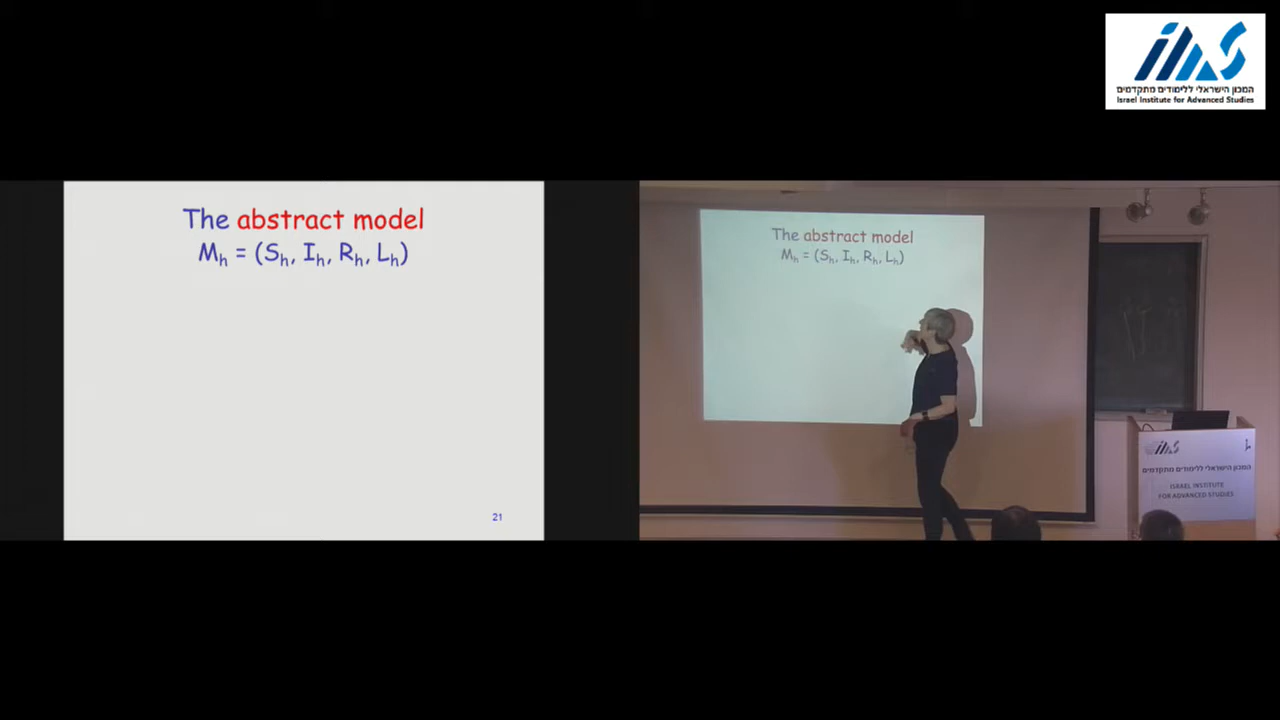 המכון הישראלי ללימודים מתקדמים
Israel Institute for Advanced Studies
The abstract model
Mh = (Sh, Ih, Rh, Lh)
21
The abstract model
Mh = (Sh, Ih, Rh, Lh)
המכון הישראלי ללימודים מתקדמים
ISRAEL INSTITUTE
FOR ADVANCED STUDIES